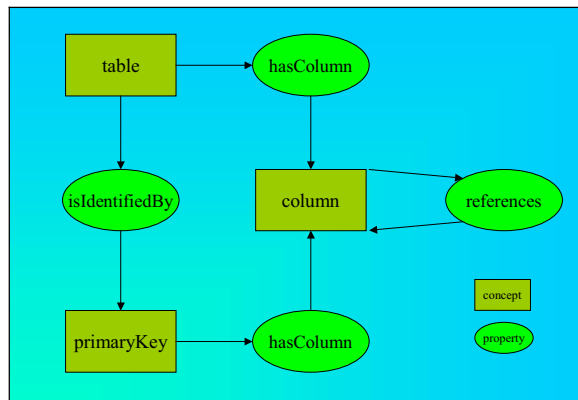 table
hasColumn
isIdentifiedBy
column
references
concept
primaryKey
hasColumn
property